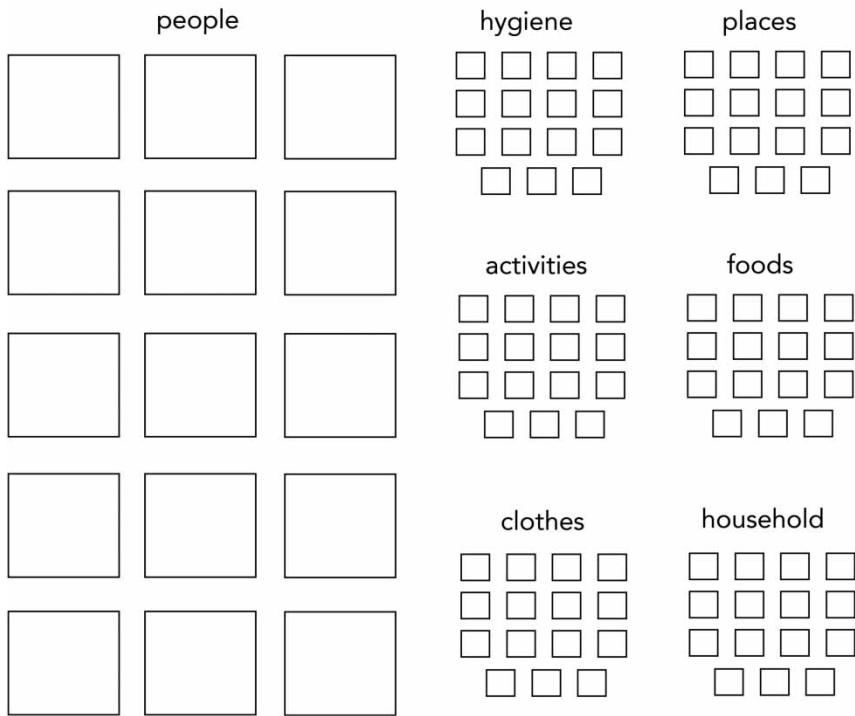 people
hygiene
places
activities
foods
clothes
household